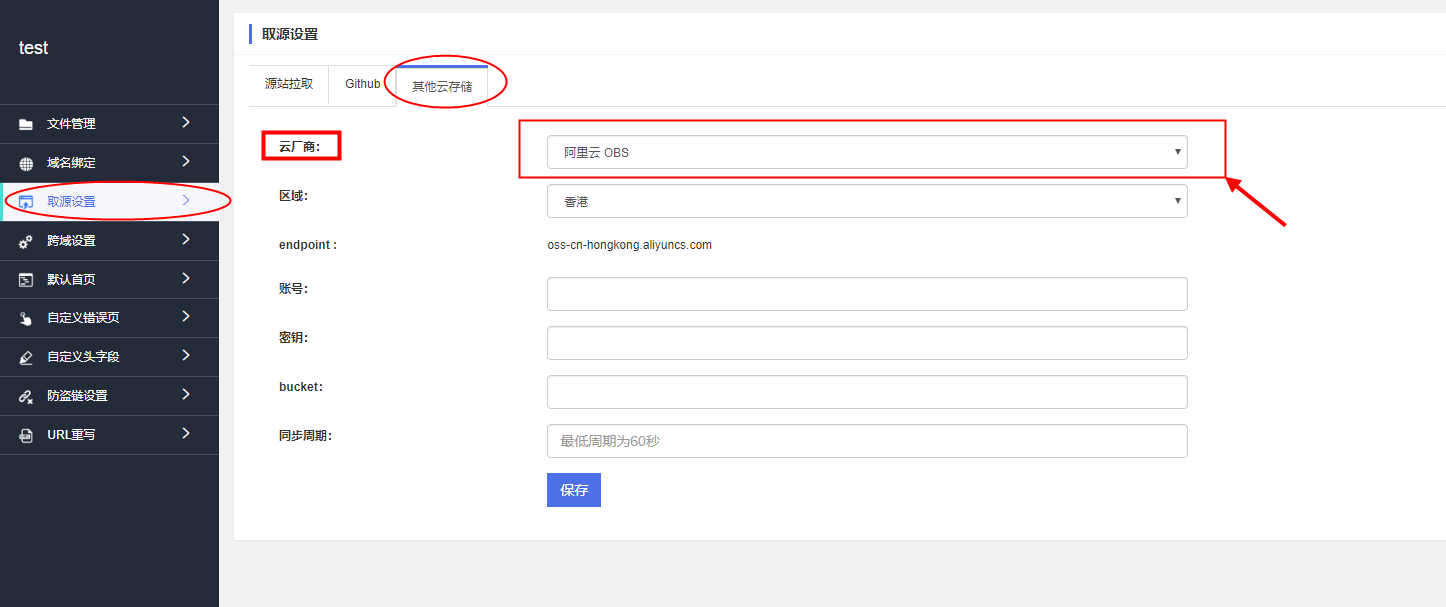 test
文件管理
域名绑定
取源设置
跨域设置
默认首页
自定义错误页
自定义头字段
防盗链设置
URL重写
取源设置
源站拉取 Github 其他云存储
云厂商: 阿里云 OBS
区域: 香港
endpoint : oss-cn-hongkong.aliyuncs.com
账号:
密钥:
bucket:
同步周期: 最低周期为60秒
保存